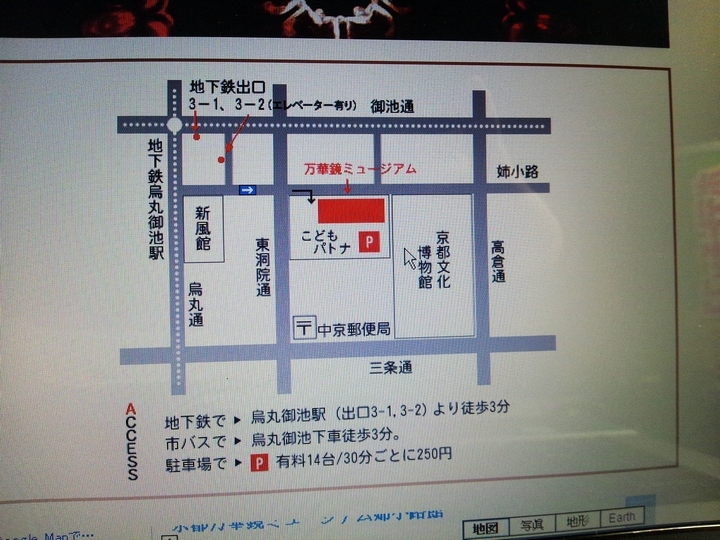 地下鉄出口
3－1、3－2(エレベーター有り)
御池通
地下鉄烏丸御池駅
万華鏡ミュージアム
姉小路
新風館
烏丸通
東洞院通
こども
パトナ
P
京都文化
博物館
高倉通
〒中京郵便局
三条通
ACCESS
地下鉄で ▶ 烏丸御池駅（出口3-1,3-2）より徒歩3分
市バスで ▶ 烏丸御池下車徒歩3分。
駐車場で ▶ P 有料14台/30分ごとに250円
地図
写真
地形
Earth